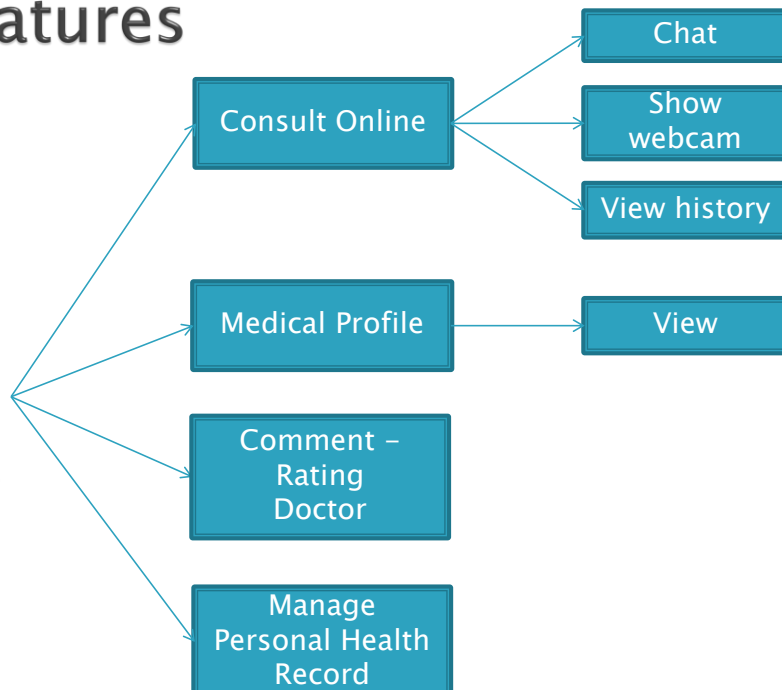 atures
Consult Online
Chat
Show
webcam
View history
Medical Profile
View
Comment –
Rating
Doctor
Manage
Personal Health
Record